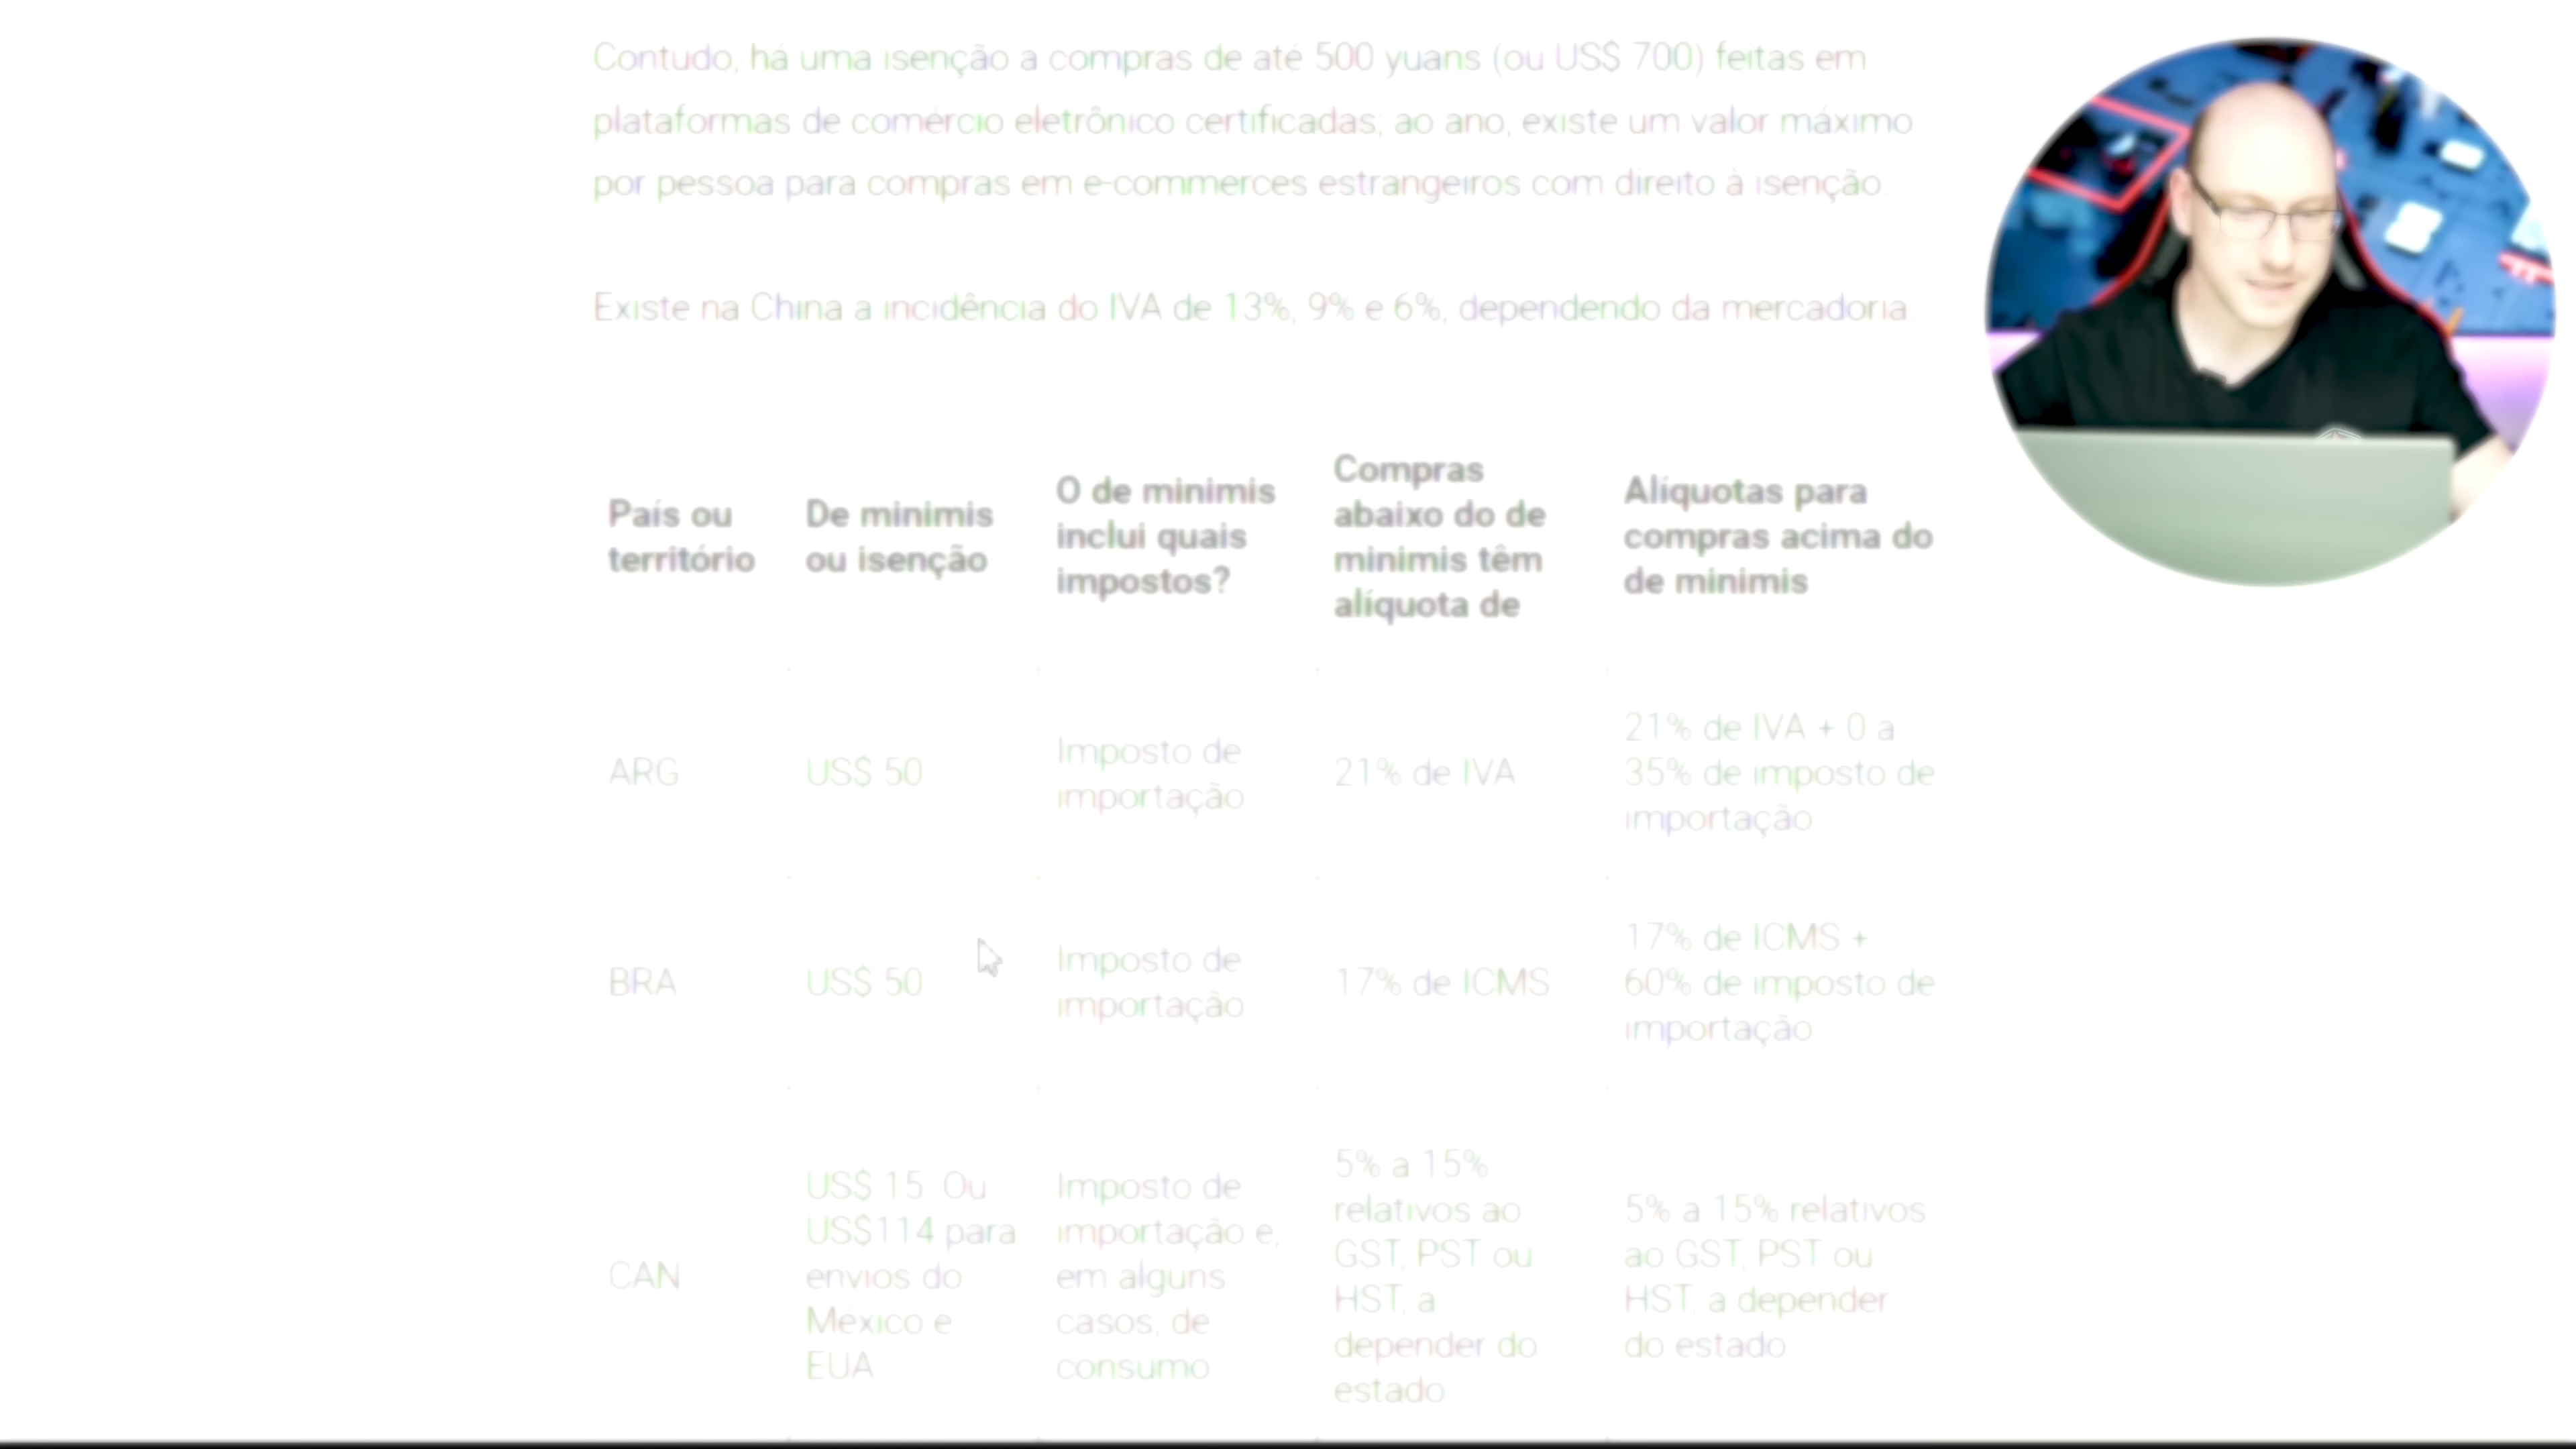 Contudo, há uma isenção a compras de até 500 yuans (ou US$ 700) feitas em
plataformas de comércio eletrônico certificadas; ao ano, existe um valor máximo
por pessoa para compras em e-commerces estrangeiros com direito à isenção
Existe na China a incidência do IVA de 13%, 9% e 6%, dependendo da mercadoria
País ou
território
De minimis
ou isenção
O de minimis
inclui quais
impostos?
Compras
abaixo do de
minimis têm
alíquota de
Alíquotas para
compras acima do
de minimis
ARG
US$ 50
Imposto de
importação
21% de IVA
21% de IVA + 0 a
35% de imposto de
importação
BRA
US$ 50
Imposto de
importação
17% de ICMS
17% de ICMS +
60% de imposto de
importação
CAN
US$ 15 Ou
US$114 para
envios do
Mexico e
EUA
Imposto de
importação e,
em alguns
casos, de
consumo
5% a 15%
relativos ao
GST, PST ou
HST, a
depender do
estado
5% a 15% relativos
ao GST, PST ou
HST, a depender
do estado